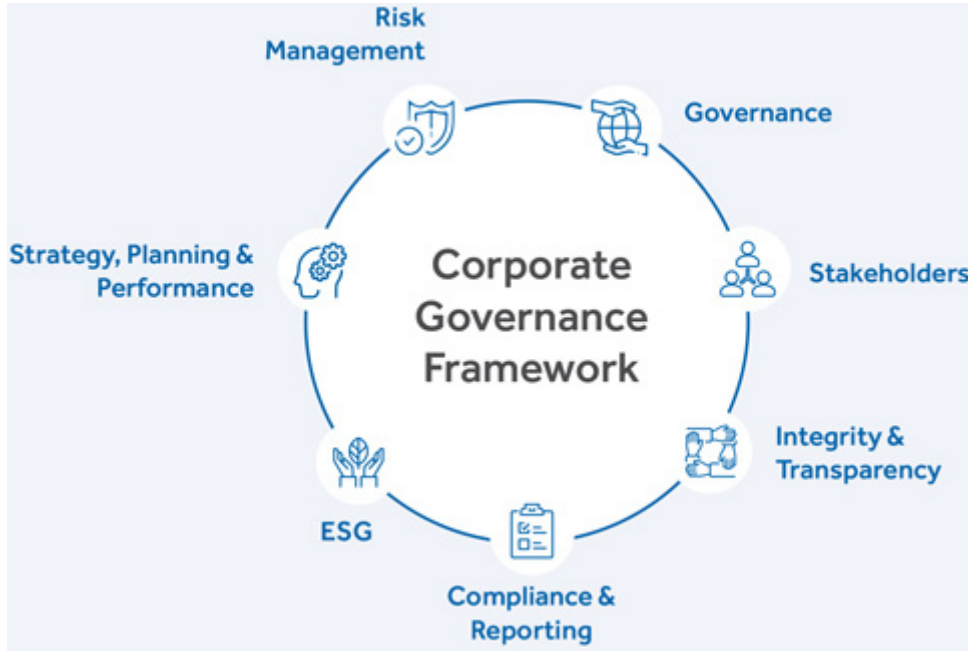 Risk
Management
Governance
Strategy, Planning &
Performance
Corporate
Governance
Framework
Stakeholders
Integrity &
Transparency
ESG
Compliance &
Reporting